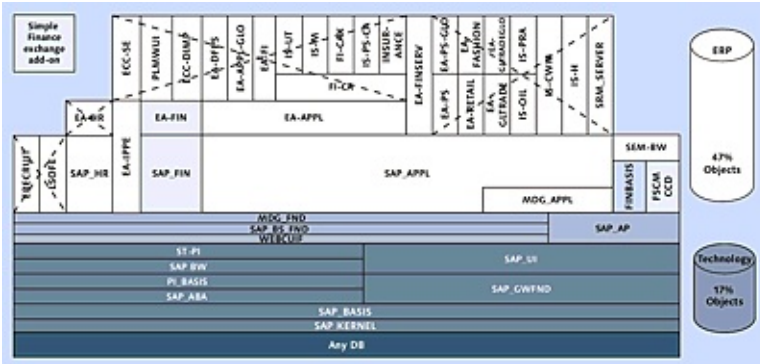 Simple
Finance
exchange
add-on
ECC-SE
PLMWUI
ECC-DIMP
EA-DFPS
EA-APPL-GLO
EA-FI
IS-UT
IS-M
FI-CAX
IS-PS-CA
INSUR-
ANCE
EA-FINSERV
EA-PS-GLO
EA-
FASHION
IS-PRA
IS-CWM
IS-H
SRM_SERVER
FI-CA
EA-PS
EA-RETAIL
EA-
GLTRADE
IS-OIL
EA-HR
EA-IPPE
EA-FIN
EA-APPL
ERECRUIT
LSOFE
SAP_HR
SAP_FIN
SAP_APPL
MDG_APPL
SEM-BW
FINBASIS
FSCM
CCD
MDG_FND
SAP_BS_FND
WEBCUIF
SAP_AP
ST-PI
SAP BW
SAP_UI
PI_BASIS
SAP_ABA
SAP_GWFND
SAP_BASIS
SAP KERNEL
Any DB
ERP
47%
Objects
Technology
17%
Objects